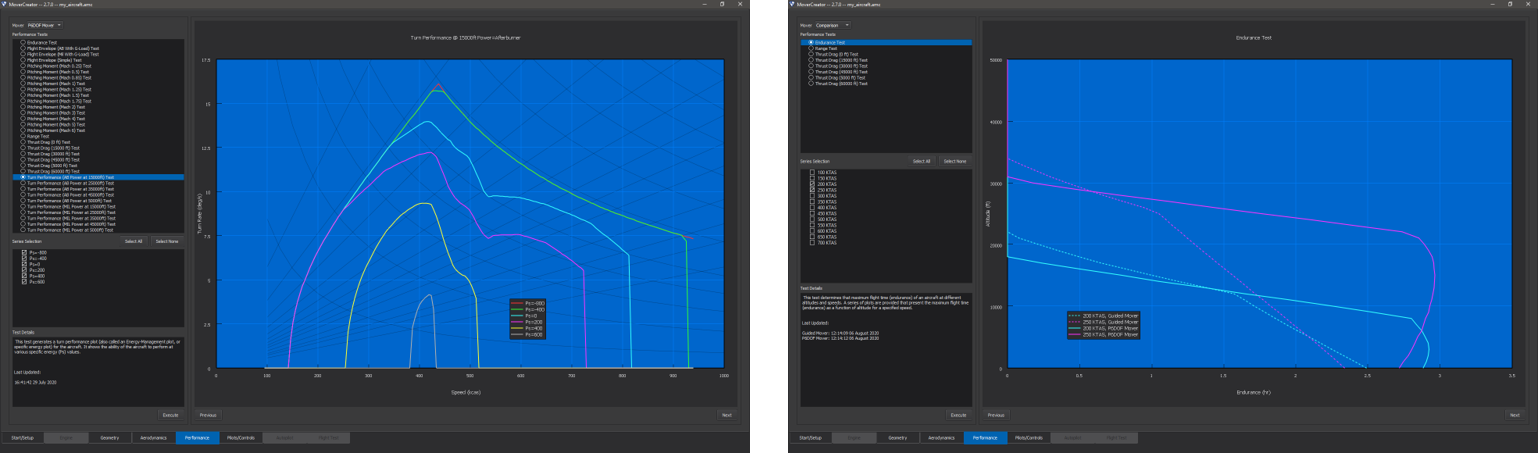 MoverCreator -- 2.7.0 -- my_aircraft.ams
Mover: P6DOF Mover
Performance Tests
Endurance Test
Flight Envelope (AB With G-Load) Test
Flight Envelope (Mil With G-Load) Test
Flight Envelope (Simple) Test
Pitching Moment (Mach 0.25) Test
Pitching Moment (Mach 0.5) Test
Pitching Moment (Mach 0.85) Test
Pitching Moment (Mach 1) Test
Pitching Moment (Mach 1.25) Test
Pitching Moment (Mach 1.5) Test
Pitching Moment (Mach 1.75) Test
Pitching Moment (Mach 2) Test
Pitching Moment (Mach 3) Test
Pitching Moment (Mach 4) Test
Pitching Moment (Mach 5) Test
Pitching Moment (Mach 6) Test
Range Test
Thrust Drag (0 ft) Test
Thrust Drag (15000 ft) Test
Thrust Drag (30000 ft) Test
Thrust Drag (45000 ft) Test
Thrust Drag (5000 ft) Test
Thrust Drag (60000 ft) Test
Turn Performance (AB Power at 15000ft) Test
Turn Performance (AB Power at 25000ft) Test
Turn Performance (AB Power at 35000ft) Test
Turn Performance (AB Power at 45000ft) Test
Turn Performance (AB Power at 5000ft) Test
Turn Performance (MIL Power at 15000ft) Test
Turn Performance (MIL Power at 25000ft) Test
Turn Performance (MIL Power at 35000ft) Test
Turn Performance (MIL Power at 45000ft) Test
Turn Performance (MIL Power at 5000ft) Test
Series Selection
Select All
Select None
Ps=-800
Ps=-400
Ps=0
Ps=200
Ps=400
Ps=600
Test Details
This test generates a turn performance plot (also called an Energy-Management plot, or
specific energy plot) for the aircraft. It shows the ability of the aircraft to perform at
various specific energy (Ps) values.
Last Updated:
16:41:42 29 July 2020
Execute
Turn Performance @ 15000ft Power=Afterburner
17.5
15
12.5
10
7.5
5
2.5
0
Turn Rate (deg/s)
0
100
200
300
400
500
600
700
800
900
1000
Speed (kcas)
Ps=-800
Ps=-400
Ps=0
Ps=200
Ps=400
Ps=600
Previous
Next
Start/Setup
Engine
Geometry
Aerodynamics
Performance
Pilots/Controls
Flight Test
MoverCreator -- 2.7.0 -- my_aircraft.ams
Mover: Comparison
Performance Tests
Endurance Test
Range Test
Thrust Drag (0 ft) Test
Thrust Drag (15000 ft) Test
Thrust Drag (30000 ft) Test
Thrust Drag (45000 ft) Test
Thrust Drag (5000 ft) Test
Thrust Drag (60000 ft) Test
Series Selection
Select All
Select None
100 KTAS
150 KTAS
200 KTAS
250 KTAS
300 KTAS
350 KTAS
400 KTAS
450 KTAS
500 KTAS
550 KTAS
600 KTAS
650 KTAS
700 KTAS
Test Details
This test determines that maximum flight time (endurance) of an aircraft at different
altitudes and speeds. A series of plots are provided that present the maximum flight time
(endurance) as a function of altitude for a specified speed.
Last Updated:
Guided Mover: 12:14:09 06 August 2020
P6DOF Mover: 12:14:12 06 August 2020
Execute
Endurance Test
50000
40000
30000
20000
10000
0
Altitude (ft)
0
0.5
1
1.5
2
2.5
3
3.5
Endurance (hr)
200 KTAS, Guided Mover
250 KTAS, Guided Mover
200 KTAS, P6DOF Mover
250 KTAS, P6DOF Mover
Previous
Next
Start/Setup
Engine
Geometry
Aerodynamics
Performance
Pilots/Controls
Flight Test